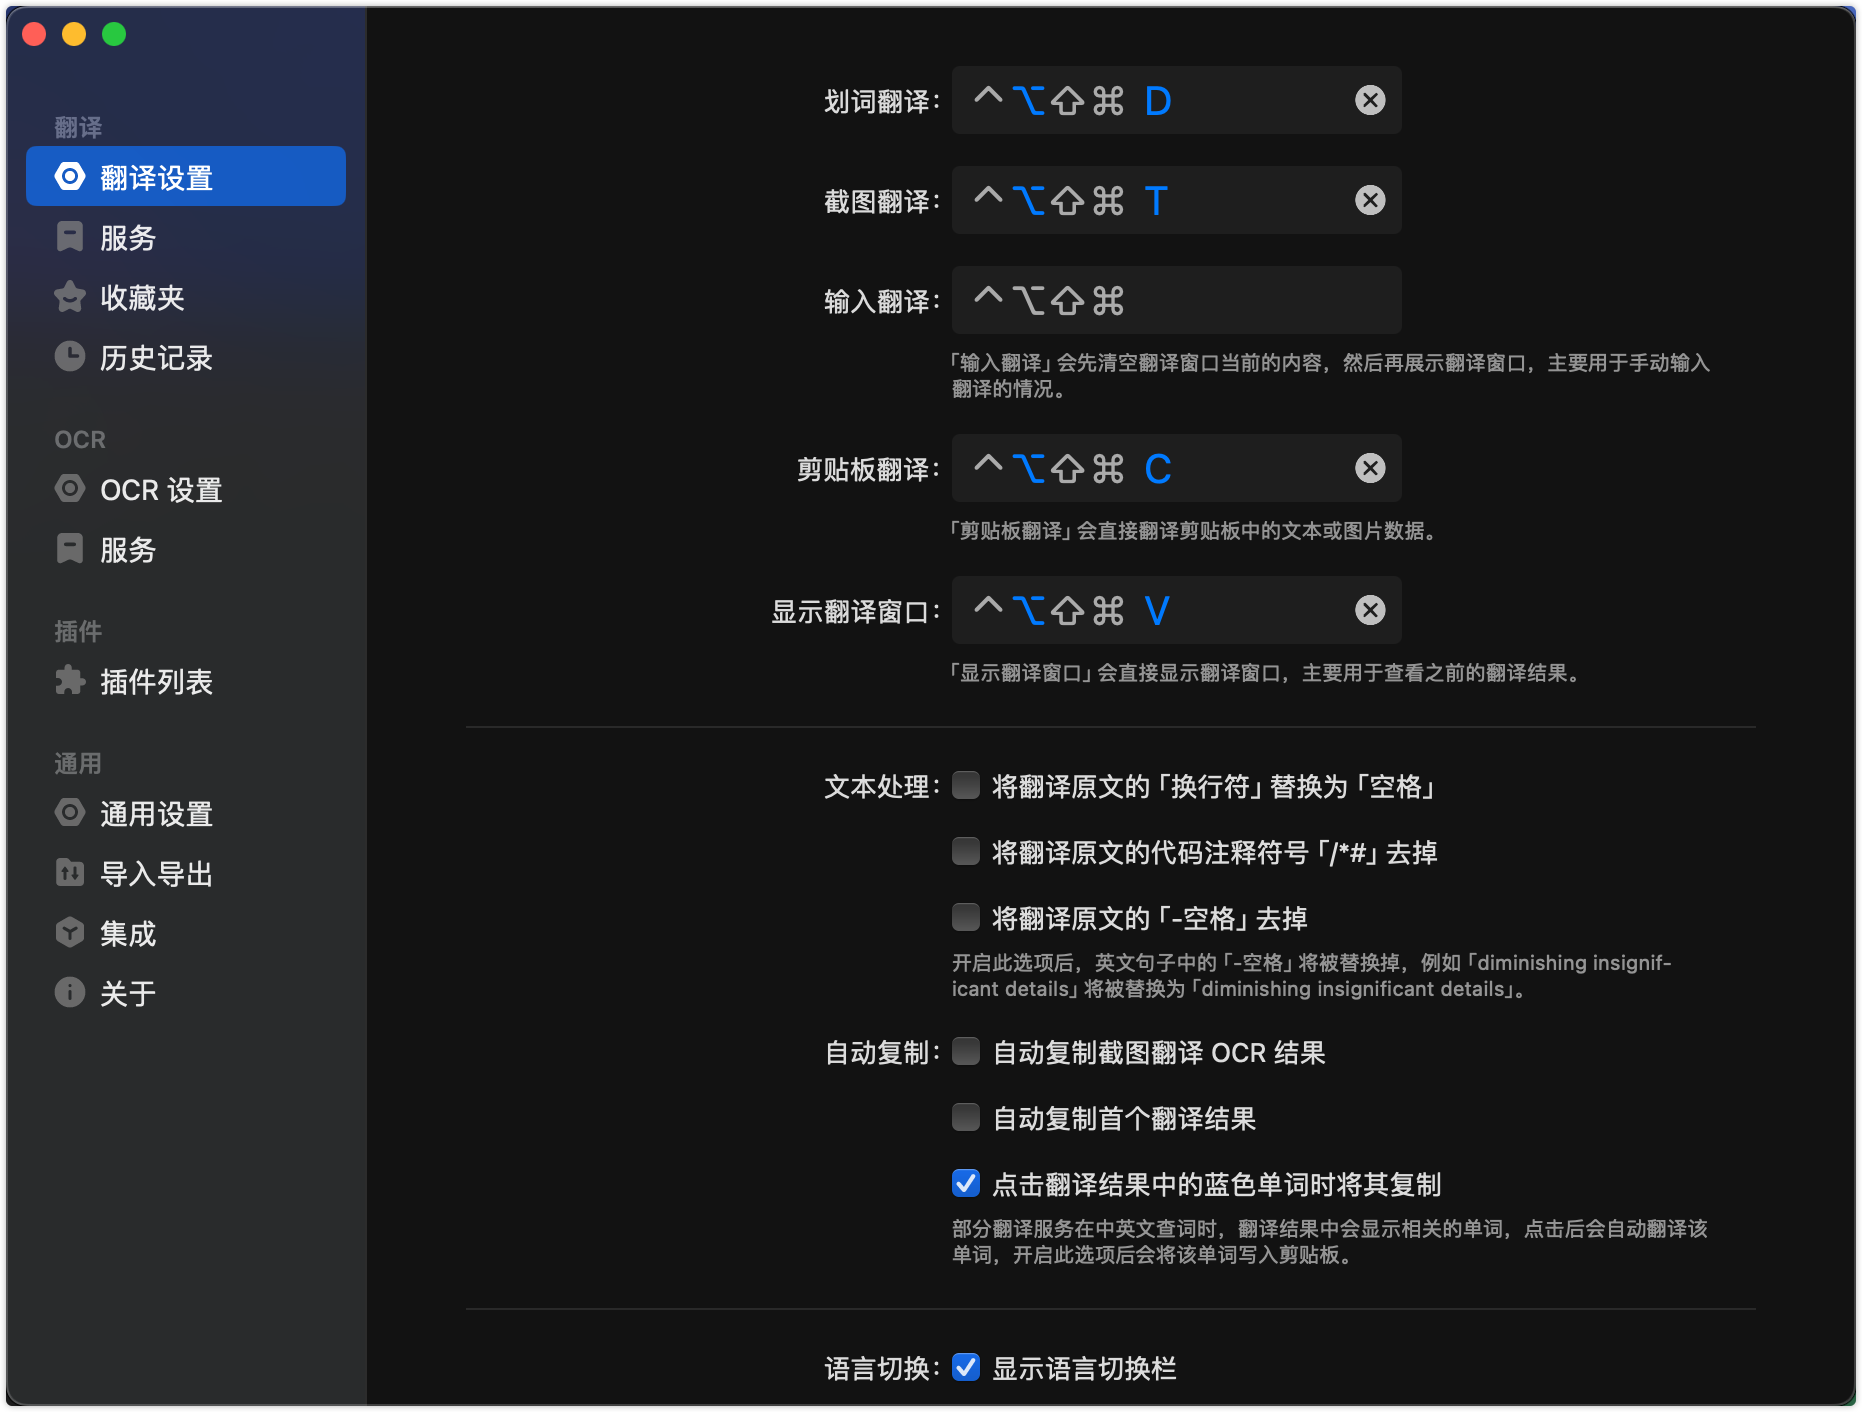 翻译
翻译设置
服务
收藏夹
历史记录
OCR
OCR 设置
服务
插件
插件列表
通用
通用设置
导入导出
集成
关于
划词翻译： ⌃⌥⇧⌘ D
截图翻译： ⌃⌥⇧⌘ T
输入翻译： ⌃⌥⇧⌘
「输入翻译」会先清空翻译窗口当前的内容，然后再展示翻译窗口，主要用于手动输入
翻译的情况。
剪贴板翻译： ⌃⌥⇧⌘ C
「剪贴板翻译」会直接翻译剪贴板中的文本或图片数据。
显示翻译窗口： ⌃⌥⇧⌘ V
「显示翻译窗口」会直接显示翻译窗口，主要用于查看之前的翻译结果。
文本处理： 将翻译原文的「换行符」替换为「空格」
将翻译原文的代码注释符号「/*#」去掉
将翻译原文的「-空格」去掉
开启此选项后，英文句子中的「-空格」将被替换掉，例如「diminishing insignif-
icant details」将被替换为「diminishing insignificant details」。
自动复制： 自动复制截图翻译 OCR 结果
自动复制首个翻译结果
点击翻译结果中的蓝色单词时将其复制
部分翻译服务在中英文查词时，翻译结果中会显示相关的单词，点击后会自动翻译该
单词，开启此选项后会将该单词写入剪贴板。
语言切换： 显示语言切换栏